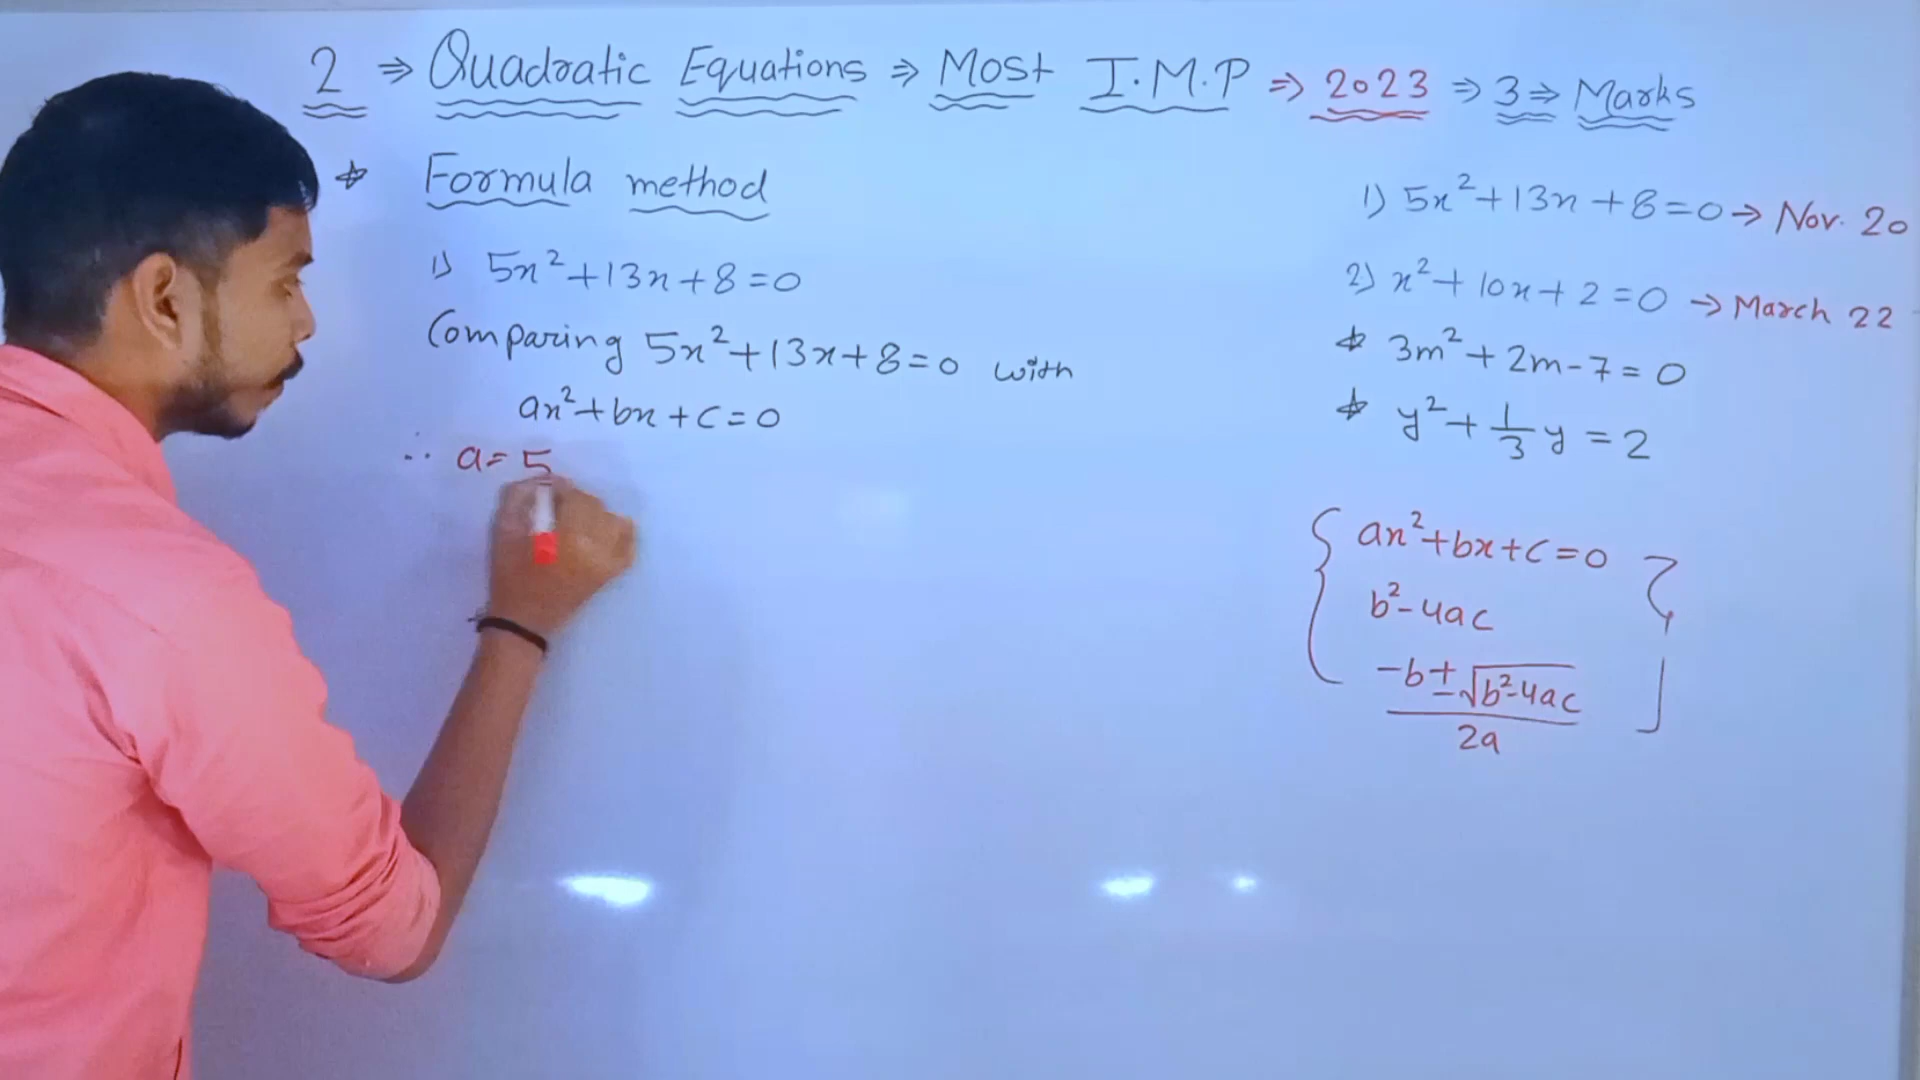 2 ⇒ Quadratic Equations ⇒ Most I.M.P ⇒ 2023 ⇒ 3 ⇒ Marks
☆ Formula method
1) 5x²+13x+8=0
Comparing 5x²+13x+8=0 with
ax²+bx+c=0
∴ a=5
1) 5x²+13x+8=0 → Nov. 20
2) x²+10x+2=0 → March 22
☆ 3m²+2m-7=0
☆ y²+1/3 y=2
{ ax²+bx+c=0 }
b²-4ac
-b±√b²-4ac
2a